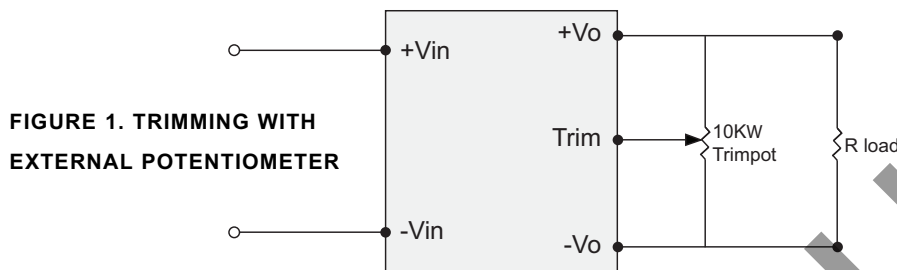 +Vo
+Vin
FIGURE 1. TRIMMING WITH
EXTERNAL POTENTIOMETER
Trim
10KW
Trimpot
R load
-Vin
-Vo